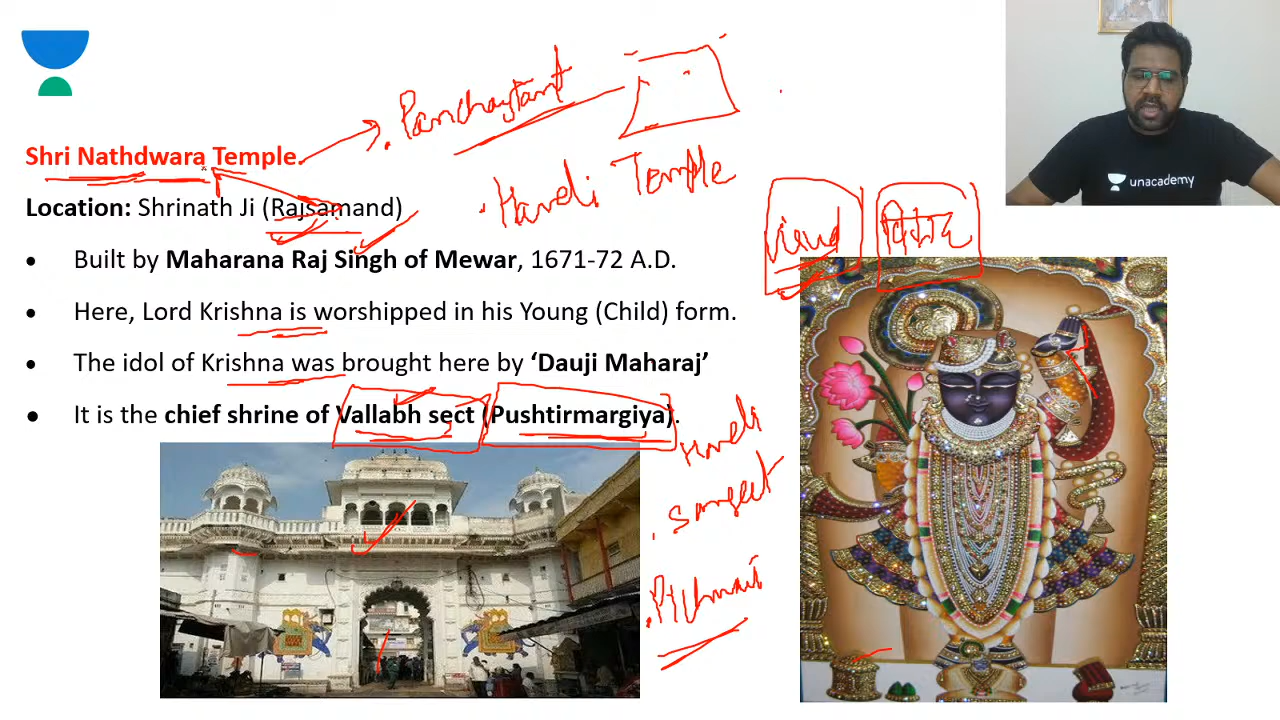 Panchaytant
Shri Nathdwara Temple.
Haveli Temple
Location: Shrinath Ji (Rajsamand)
• Built by Maharana Raj Singh of Mewar, 1671-72 A.D.
• Here, Lord Krishna is worshipped in his Young (Child) form.
• The idol of Krishna was brought here by ‘Dauji Maharaj’
• It is the chief shrine of Vallabh sect (Pushtirmargiya).
Haveli
Sangeet
unacademy